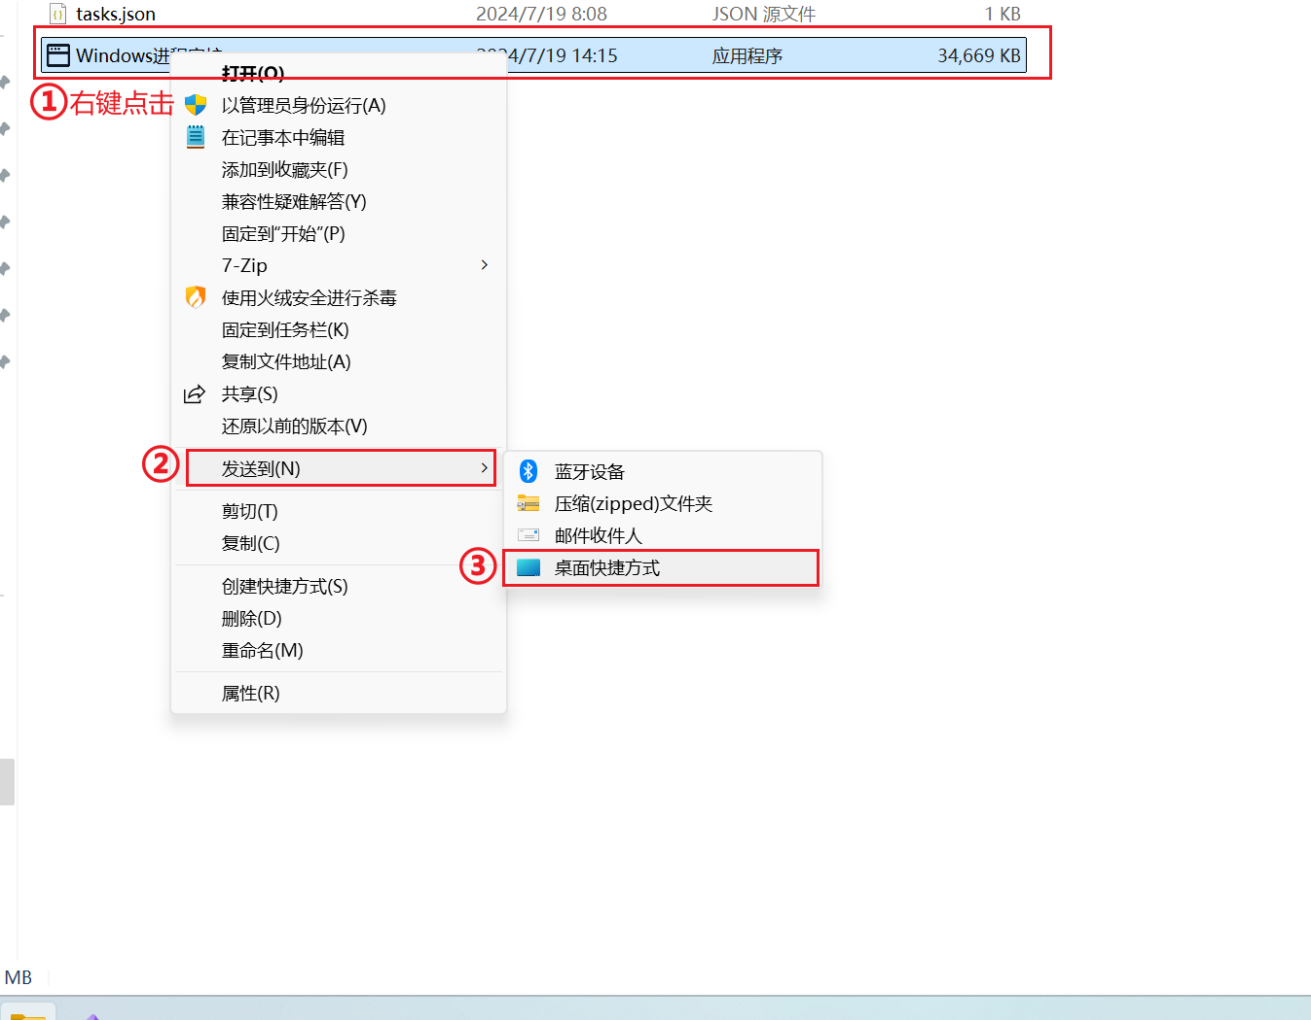 tasks.json 2024/7/19 8:08 JSON 源文件 1 KB
Windows进程 24/7/19 14:15 应用程序 34,669 KB
打开(O)
①右键点击
以管理员身份运行(A)
在记事本中编辑
添加到收藏夹(F)
兼容性疑难解答(Y)
固定到"开始"(P)
7-Zip
使用火绒安全进行杀毒
固定到任务栏(K)
复制文件地址(A)
共享(S)
还原以前的版本(V)
②
发送到(N)
蓝牙设备
压缩(zipped)文件夹
邮件收件人
③
桌面快捷方式
剪切(T)
复制(C)
创建快捷方式(S)
删除(D)
重命名(M)
属性(R)
MB